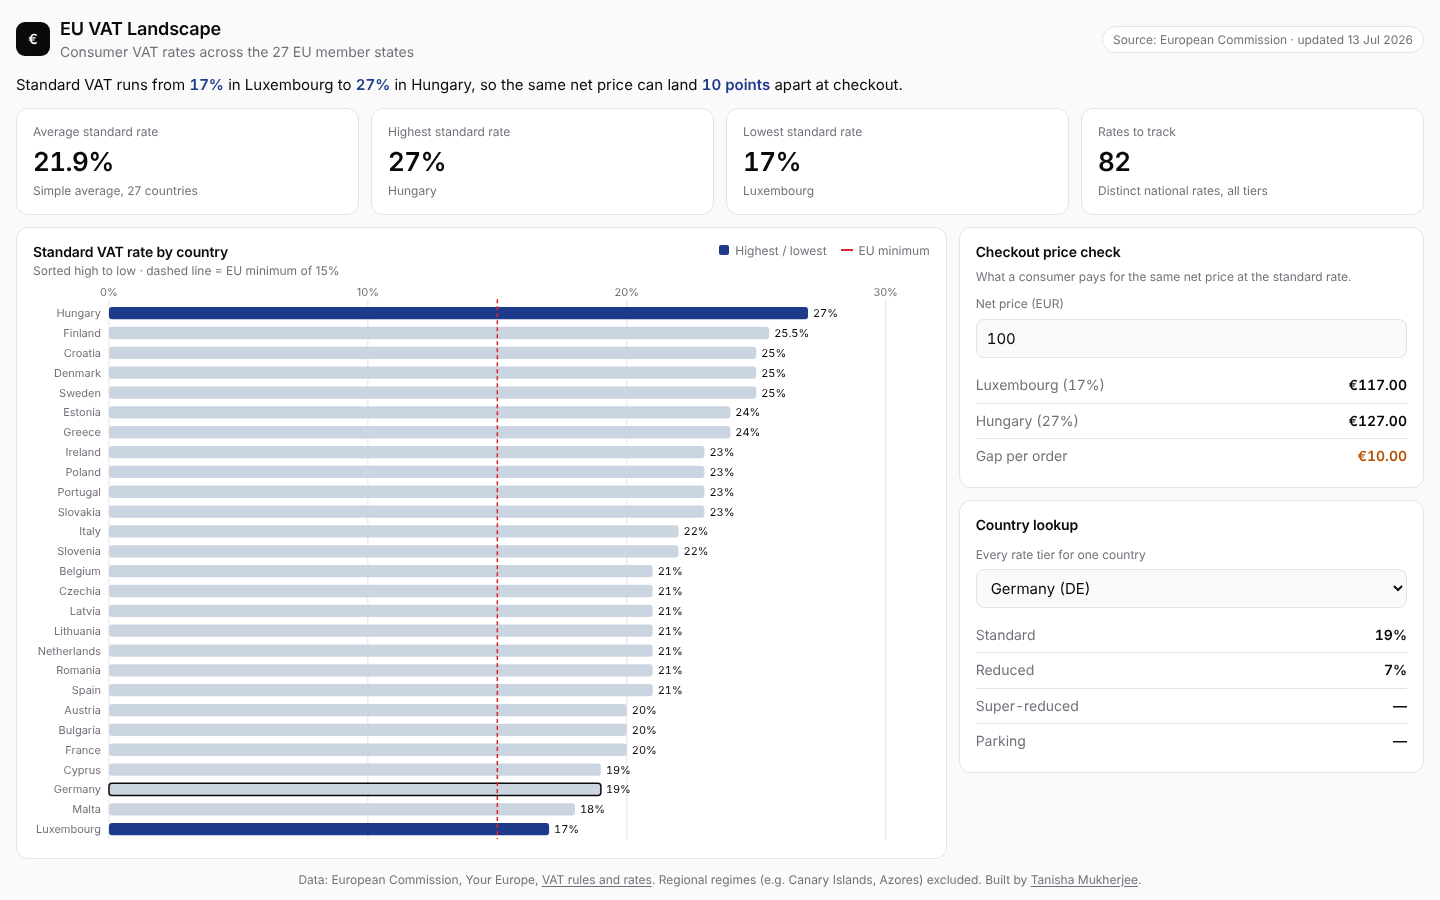 €
EU VAT Landscape
Consumer VAT rates across the 27 EU member states
Source: European Commission · updated 13 Jul 2026
Standard VAT runs from 17% in Luxembourg to 27% in Hungary, so the same net price can land 10 points apart at checkout.
Average standard rate
21.9%
Simple average, 27 countries
Highest standard rate
27%
Hungary
Lowest standard rate
17%
Luxembourg
Rates to track
82
Distinct national rates, all tiers
Standard VAT rate by country
Sorted high to low · dashed line = EU minimum of 15%
Highest / lowest
EU minimum
0% 10% 20% 30%
Hungary 27%
Finland 25.5%
Croatia 25%
Denmark 25%
Sweden 25%
Estonia 24%
Greece 24%
Ireland 23%
Poland 23%
Portugal 23%
Slovakia 23%
Italy 22%
Slovenia 22%
Belgium 21%
Czechia 21%
Latvia 21%
Lithuania 21%
Netherlands 21%
Romania 21%
Spain 21%
Austria 20%
Bulgaria 20%
France 20%
Cyprus 19%
Germany 19%
Malta 18%
Luxembourg 17%
Checkout price check
What a consumer pays for the same net price at the standard rate.
Net price (EUR)
100
Luxembourg (17%) €117.00
Hungary (27%) €127.00
Gap per order €10.00
Country lookup
Every rate tier for one country
Germany (DE)
Standard 19%
Reduced 7%
Super-reduced —
Parking —
Data: European Commission, Your Europe, VAT rules and rates. Regional regimes (e.g. Canary Islands, Azores) excluded. Built by Tanisha Mukherjee.